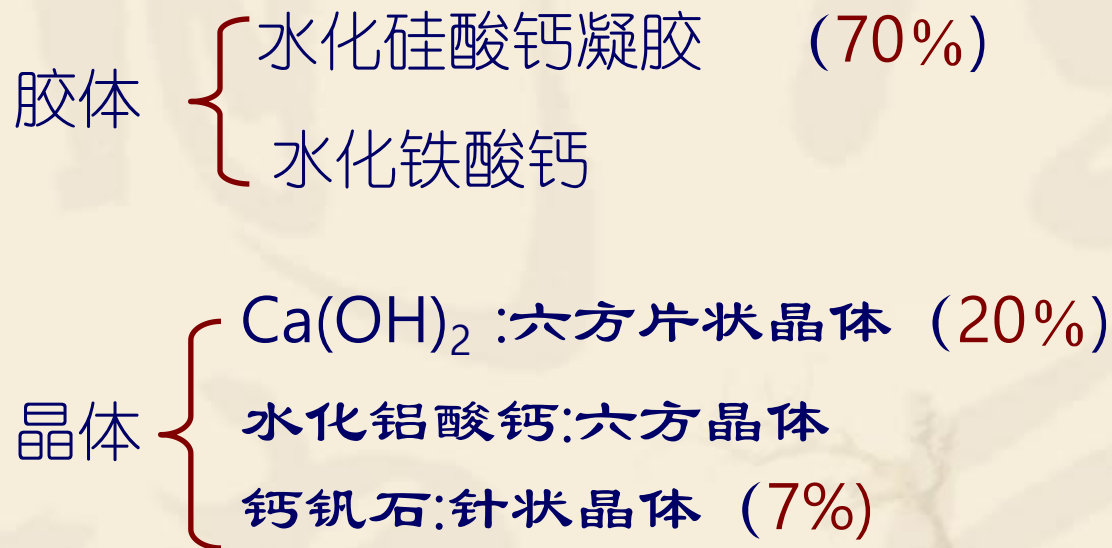 水化硅酸钙凝胶 (70%)
胶体
水化铁酸钙
Ca(OH)₂ :六方片状晶体 (20%)
晶体 水化铝酸钙:六方晶体
钙钒石:针状晶体 (7%)